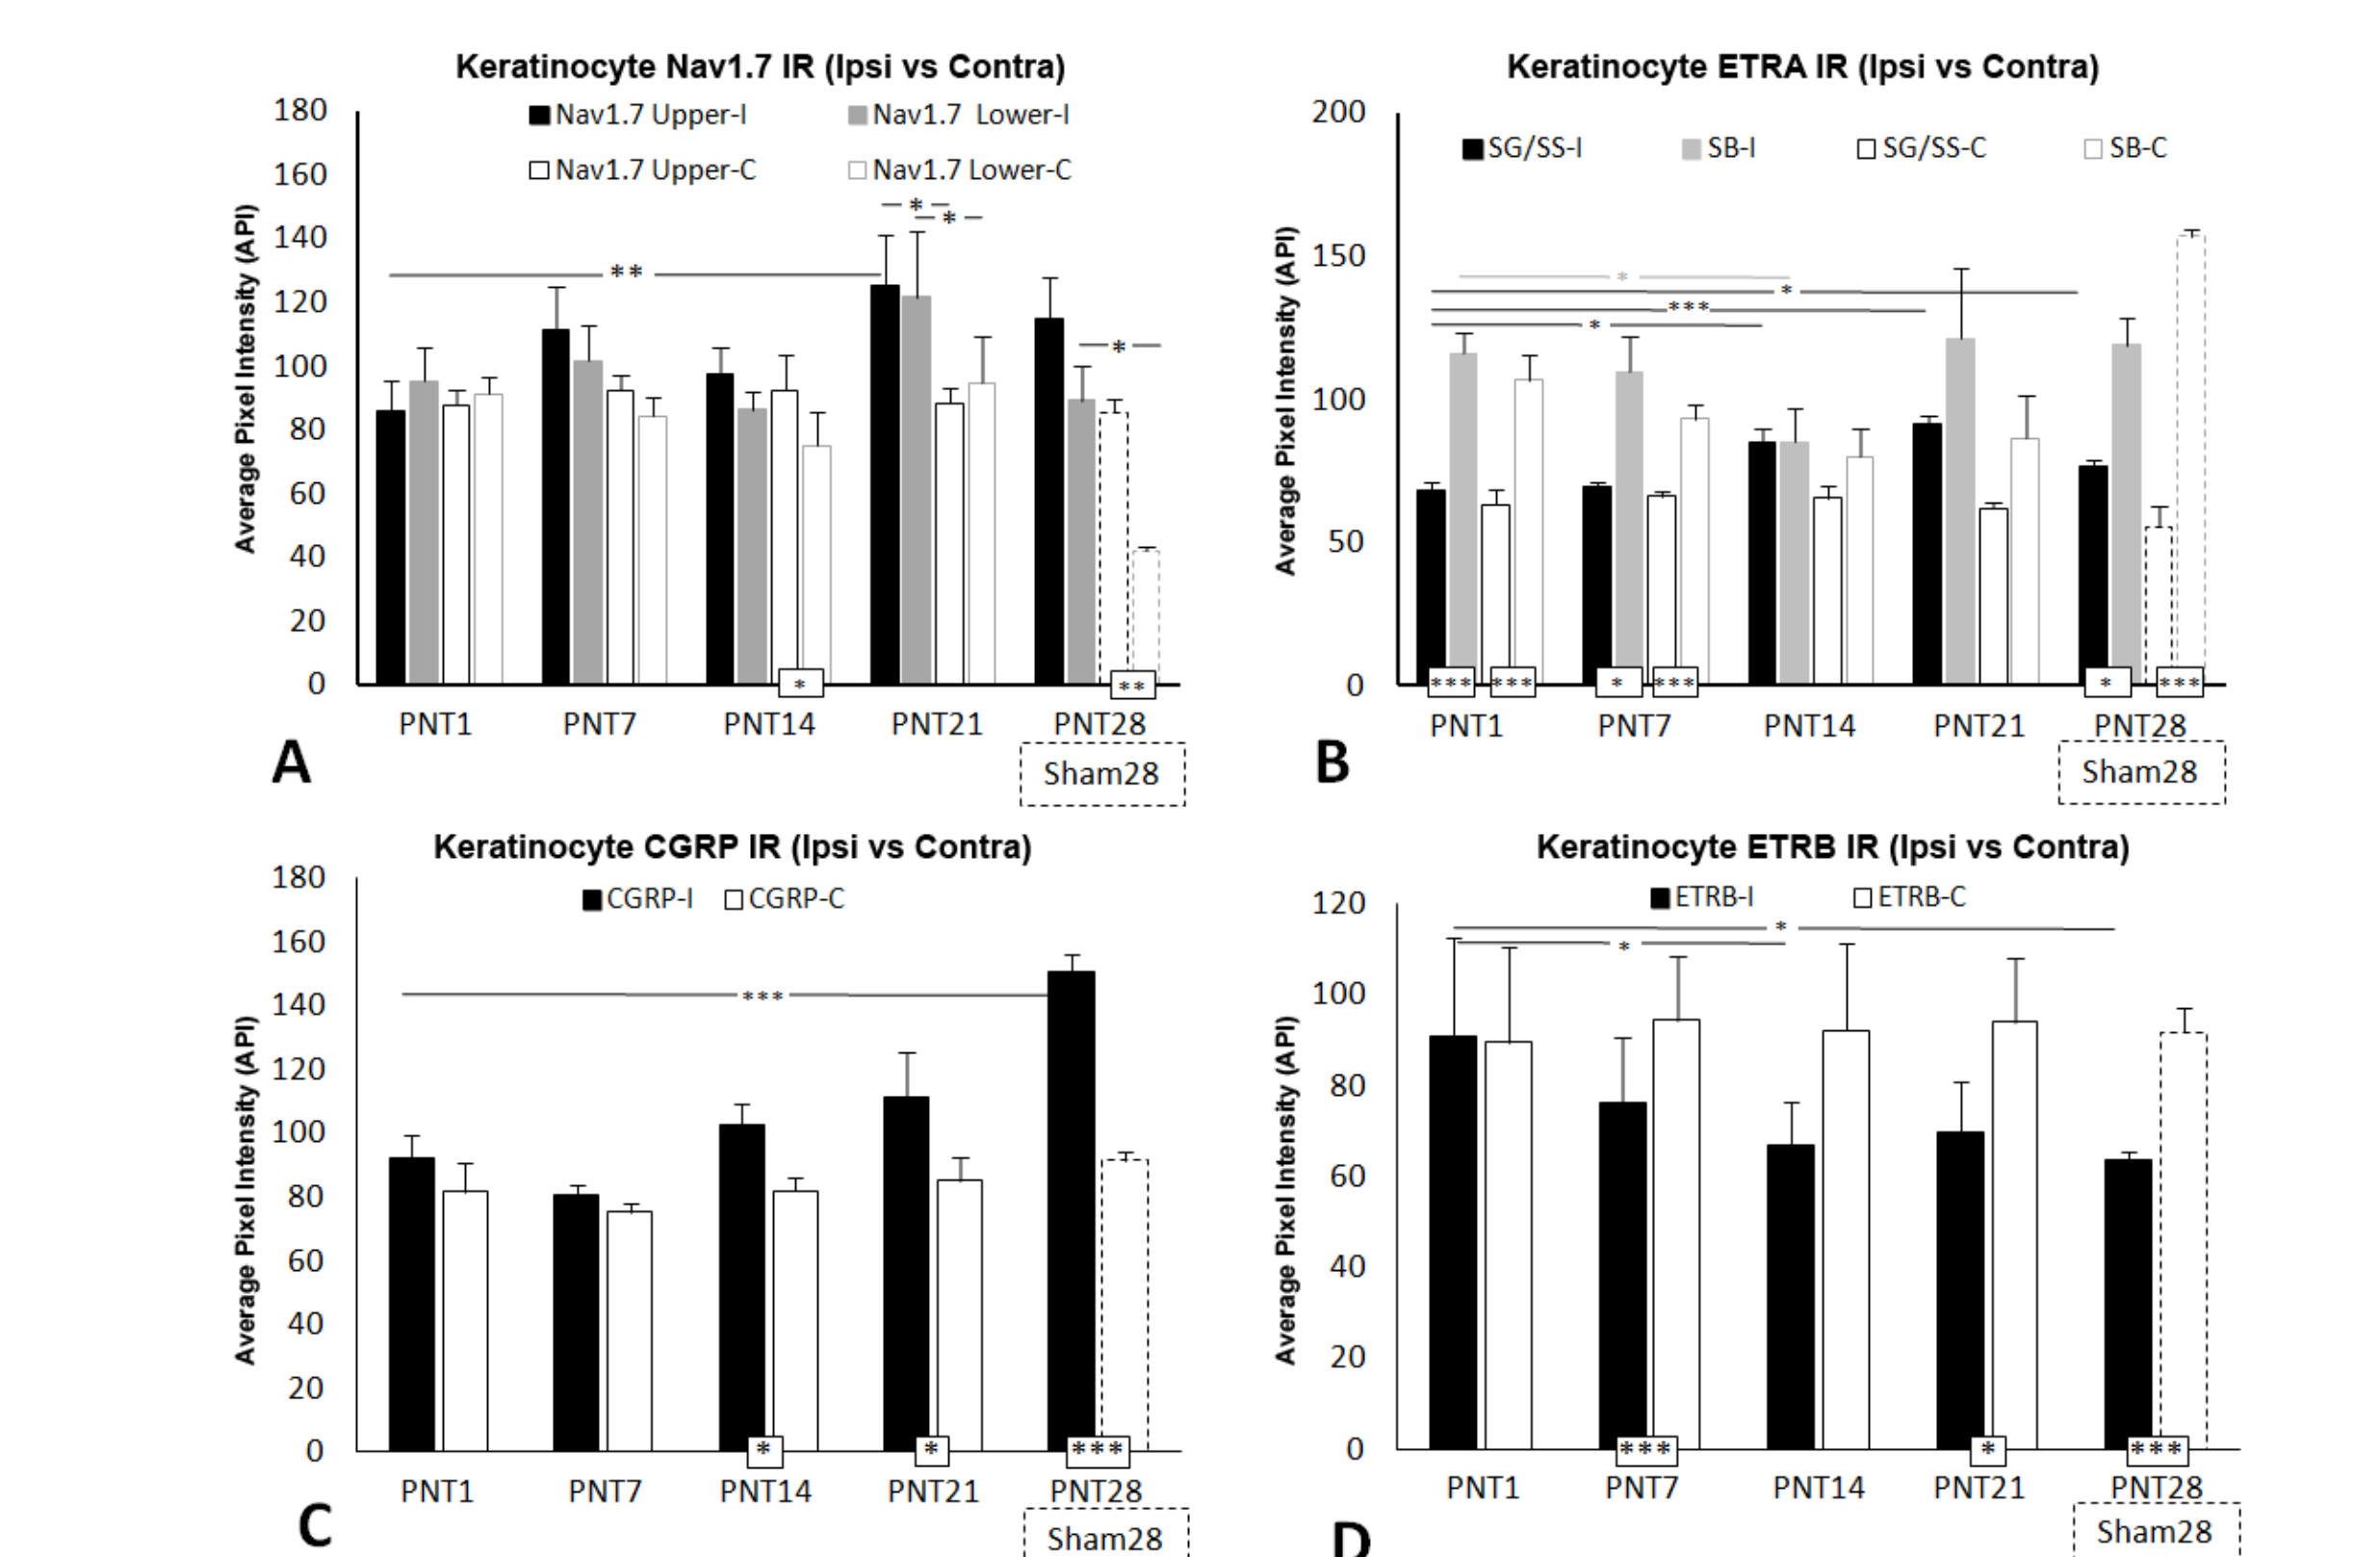 Keratinocyte Nav1.7 IR (Ipsi vs Contra)
Nav1.7 Upper-I
Nav1.7 Lower-I
Nav1.7 Upper-C
Nav1.7 Lower-C
Average Pixel Intensity (API)
180
160
140
120
100
80
60
40
20
0
*
*
**
*
*
**
PNT1
PNT7
PNT14
PNT21
PNT28
Sham28
A
Keratinocyte ETRA IR (Ipsi vs Contra)
SG/SS-I
SB-I
SG/SS-C
SB-C
Average Pixel Intensity (API)
200
150
100
50
0
*
*
***
*
***
***
*
***
*
***
PNT1
PNT7
PNT14
PNT21
PNT28
Sham28
B
Keratinocyte CGRP IR (Ipsi vs Contra)
CGRP-I
CGRP-C
Average Pixel Intensity (API)
180
160
140
120
100
80
60
40
20
0
***
*
*
***
PNT1
PNT7
PNT14
PNT21
PNT28
Sham28
C
Keratinocyte ETRB IR (Ipsi vs Contra)
ETRB-I
ETRB-C
Average Pixel Intensity (API)
120
100
80
60
40
20
0
*
*
***
*
***
PNT1
PNT7
PNT14
PNT21
PNT28
Sham28
D